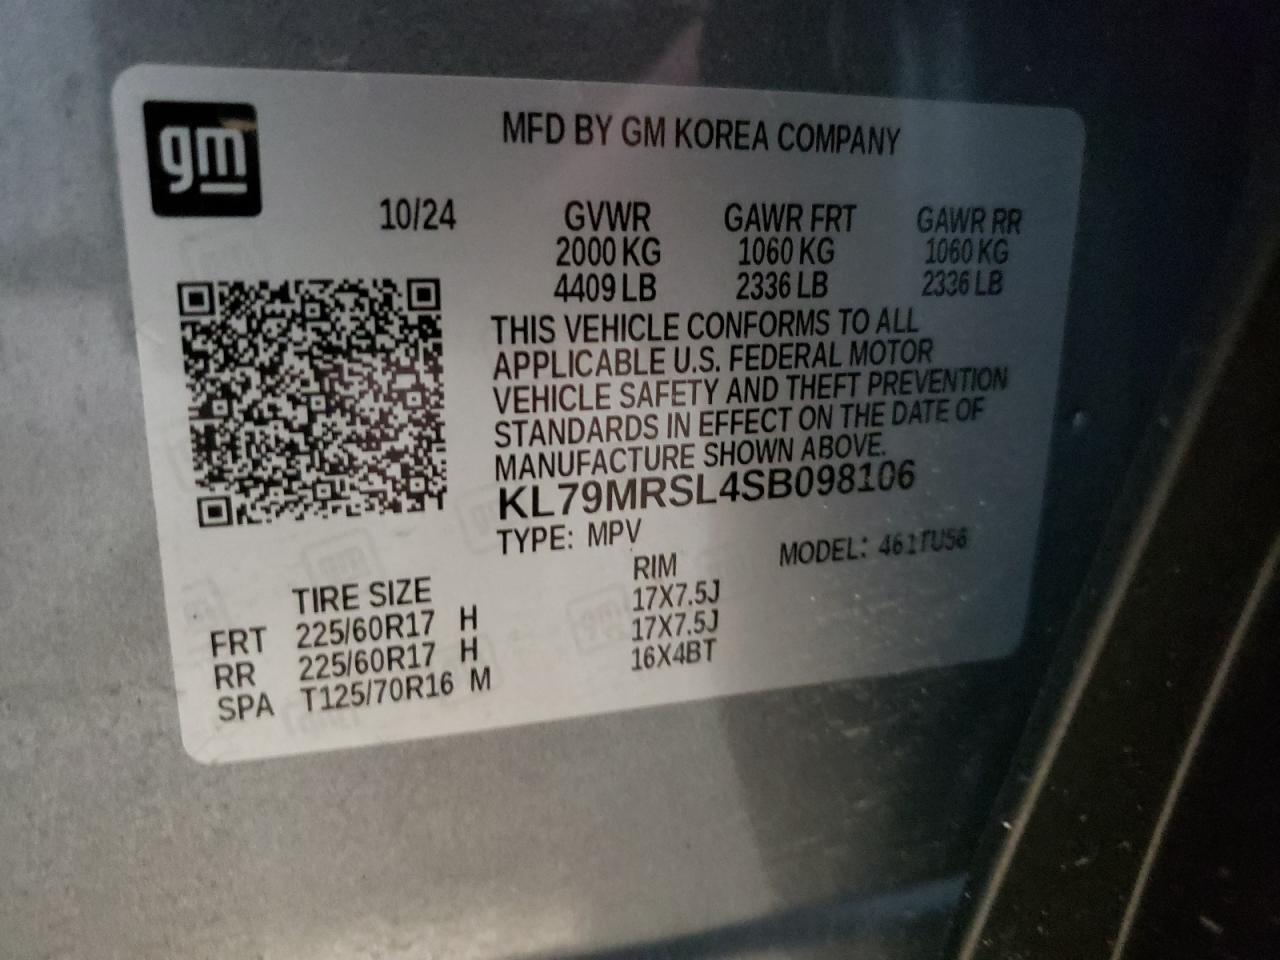 gm
MFD BY GM KOREA COMPANY
10/24 GVWR GAWR FRT GAWR RR
2000 KG 1060 KG 1060 KG
4409 LB 2336 LB 2336 LB
THIS VEHICLE CONFORMS TO ALL
APPLICABLE U.S. FEDERAL MOTOR
VEHICLE SAFETY AND THEFT PREVENTION
STANDARDS IN EFFECT ON THE DATE OF
MANUFACTURE SHOWN ABOVE.
KL79MRSL4SB098106
TYPE: MPV MODEL: 461TU56
TIRE SIZE RIM
FRT 225/60R17 H 17X7.5J
RR 225/60R17 H 17X7.5J
SPA T125/70R16 M 16X4BT